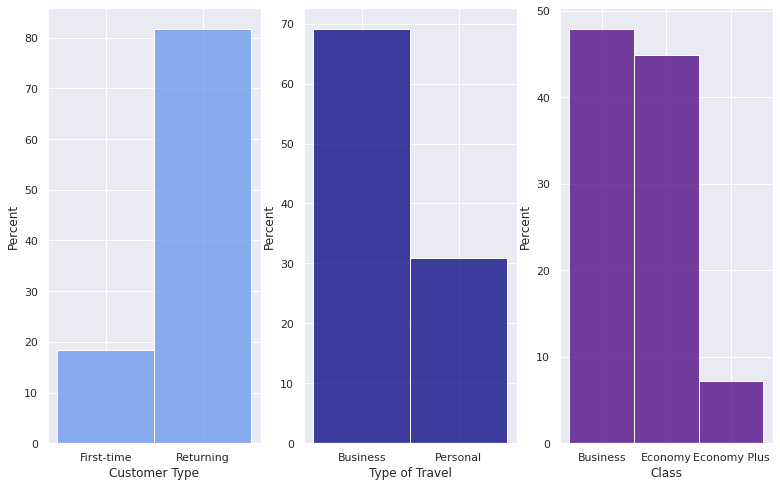 Percent
80
70
60
50
40
30
20
10
0
First-time Returning
Customer Type
Percent
70
60
50
40
30
20
10
0
Business Personal
Type of Travel
Percent
50
40
30
20
10
0
Business Economy Economy Plus
Class